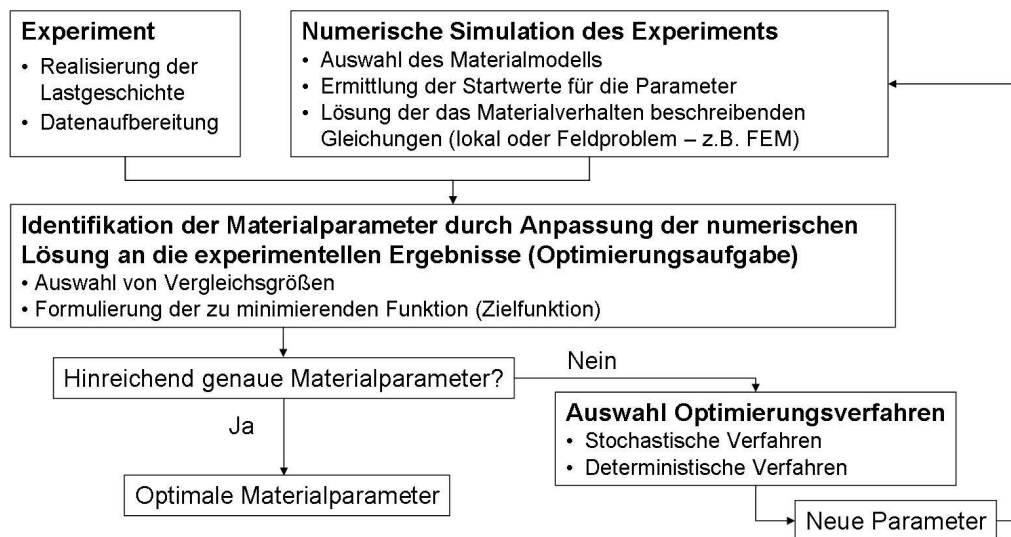 Experiment
• Realisierung der
Lastgeschichte
• Datenaufbereitung
Numerische Simulation des Experiments
• Auswahl des Materialmodells
• Ermittlung der Startwerte für die Parameter
• Lösung der das Materialverhalten beschreibenden
Gleichungen (lokal oder Feldproblem – z.B. FEM)
Identifikation der Materialparameter durch Anpassung der numerischen
Lösung an die experimentellen Ergebnisse (Optimierungsaufgabe)
• Auswahl von Vergleichsgrößen
• Formulierung der zu minimierenden Funktion (Zielfunktion)
Hinreichend genaue Materialparameter?
Nein
Ja
Auswahl Optimierungsverfahren
• Stochastische Verfahren
• Deterministische Verfahren
Optimale Materialparameter
Neue Parameter